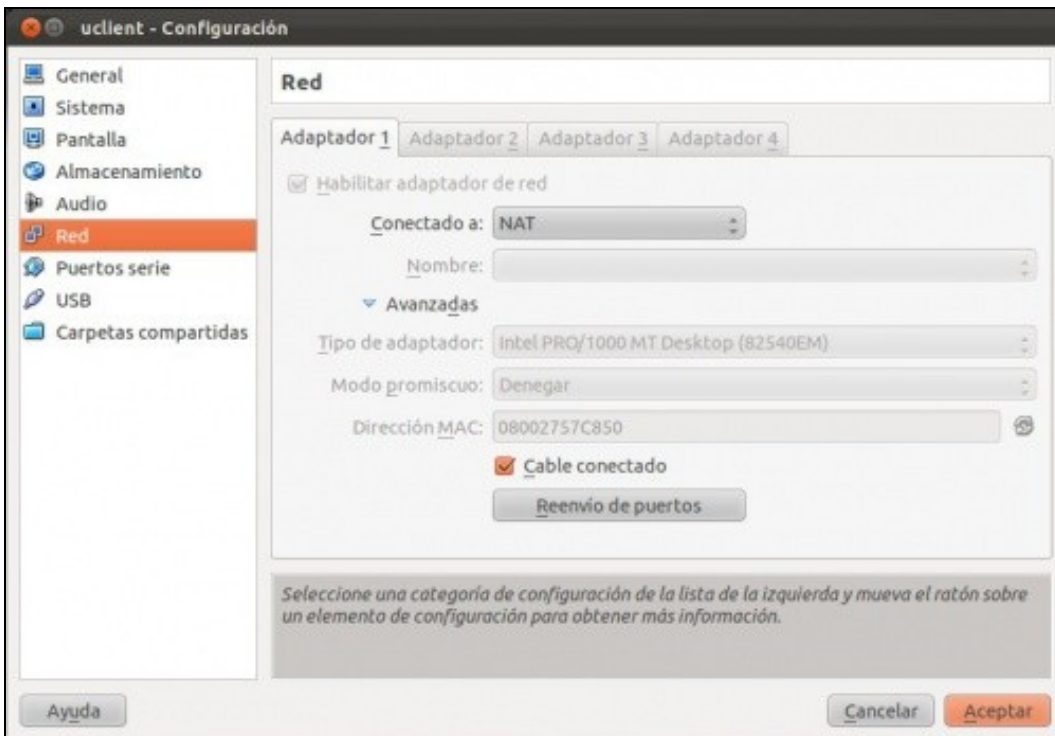 uclient - Configuración
General
Sistema
Pantalla
Almacenamiento
Audio
Red
Puertos serie
USB
Carpetas compartidas
Red
Adaptador 1 Adaptador 2 Adaptador 3 Adaptador 4
Habilitar adaptador de red
Conectado a: NAT
Nombre:
Avanzadas
Tipo de adaptador: Intel PRO/1000 MT Desktop (82540EM)
Modo promiscuo: Denegar
Dirección MAC: 08002757C850
Cable conectado
Reenvío de puertos
Seleccione una categoría de configuración de la lista de la izquierda y mueva el ratón sobre
un elemento de configuración para obtener más información.
Ayuda Cancelar Aceptar